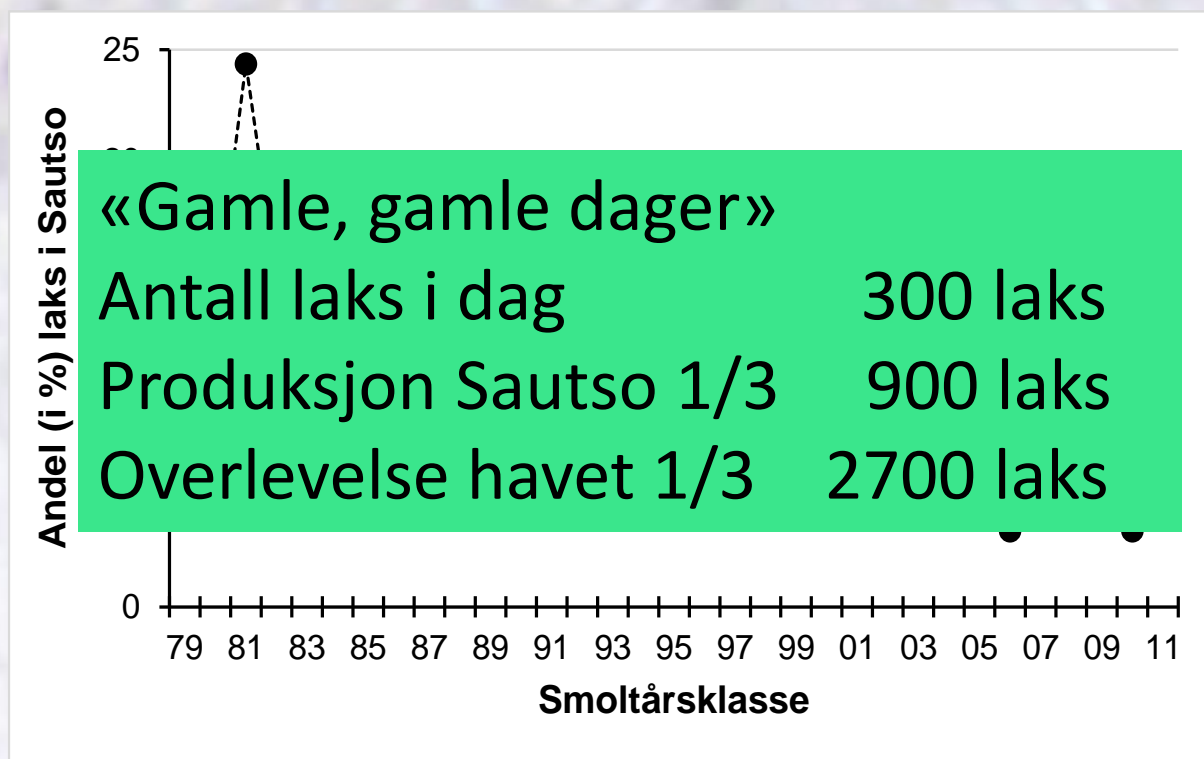 25
Andel (i %) laks i Sautso
«Gamle, gamle dager»
Antall laks i dag 300 laks
Produksjon Sautso 1/3 900 laks
Overlevelse havet 1/3 2700 laks
0
79 81 83 85 87 89 91 93 95 97 99 01 03 05 07 09 11
Smoltårsklasse